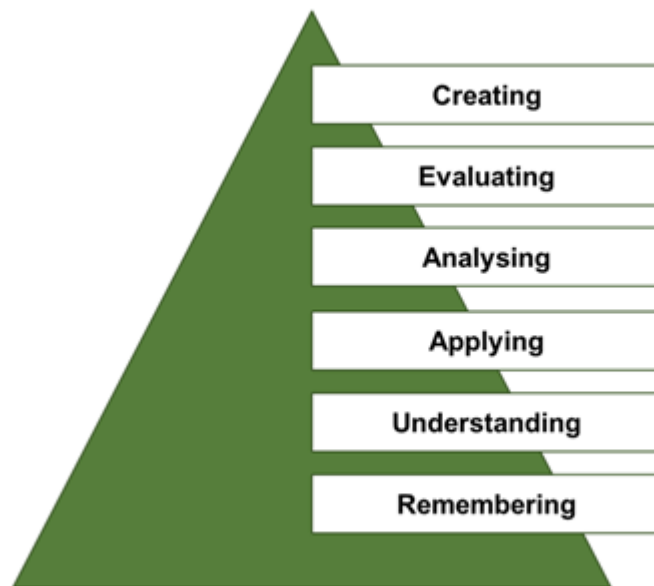 Creating
Evaluating
Analysing
Applying
Understanding
Remembering